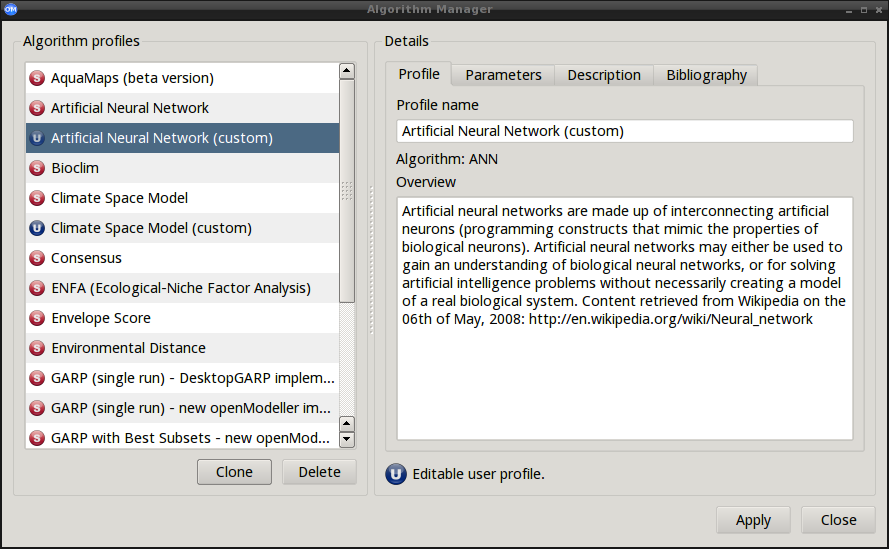 OM
Algorithm Manager
Algorithm profiles
S AquaMaps (beta version)
S Artificial Neural Network
U Artificial Neural Network (custom)
S Bioclim
S Climate Space Model
U Climate Space Model (custom)
S Consensus
S ENFA (Ecological-Niche Factor Analysis)
S Envelope Score
S Environmental Distance
S GARP (single run) - DesktopGARP implem...
S GARP (single run) - new openModeller im...
S GARP with Best Subsets - new openMod...
Clone
Delete
Details
Profile
Parameters
Description
Bibliography
Profile name
Artificial Neural Network (custom)
Algorithm: ANN
Overview
Artificial neural networks are made up of interconnecting artificial
neurons (programming constructs that mimic the properties of
biological neurons). Artificial neural networks may either be used to
gain an understanding of biological neural networks, or for solving
artificial intelligence problems without necessarily creating a model
of a real biological system. Content retrieved from Wikipedia on the
06th of May, 2008: http://en.wikipedia.org/wiki/Neural_network
U Editable user profile.
Apply
Close